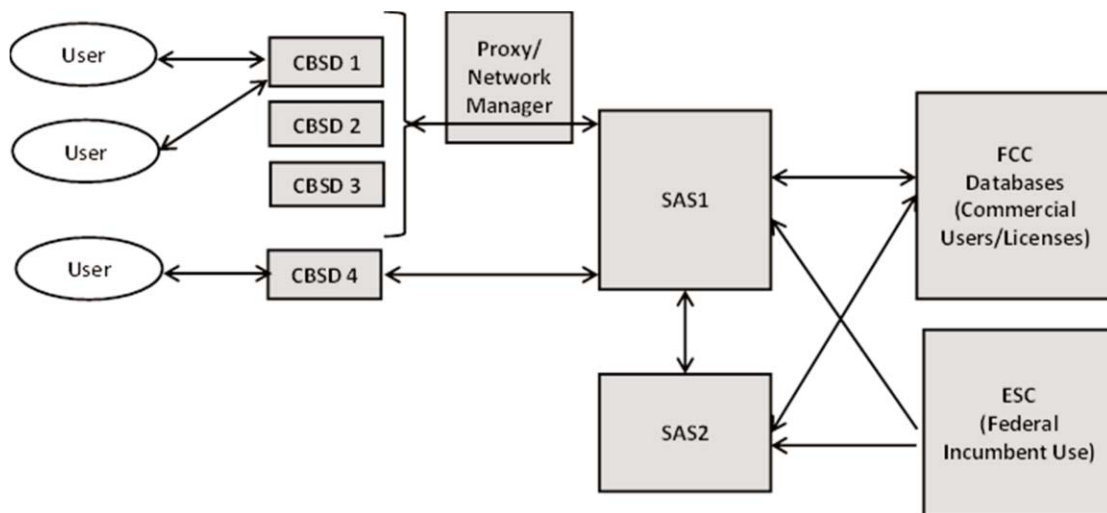 User
CBSD 1
Proxy/
Network
Manager
User
CBSD 2
CBSD 3
SAS1
FCC
Databases
(Commercial
Users/Licenses)
User
CBSD 4
SAS2
ESC
(Federal
Incumbent Use)